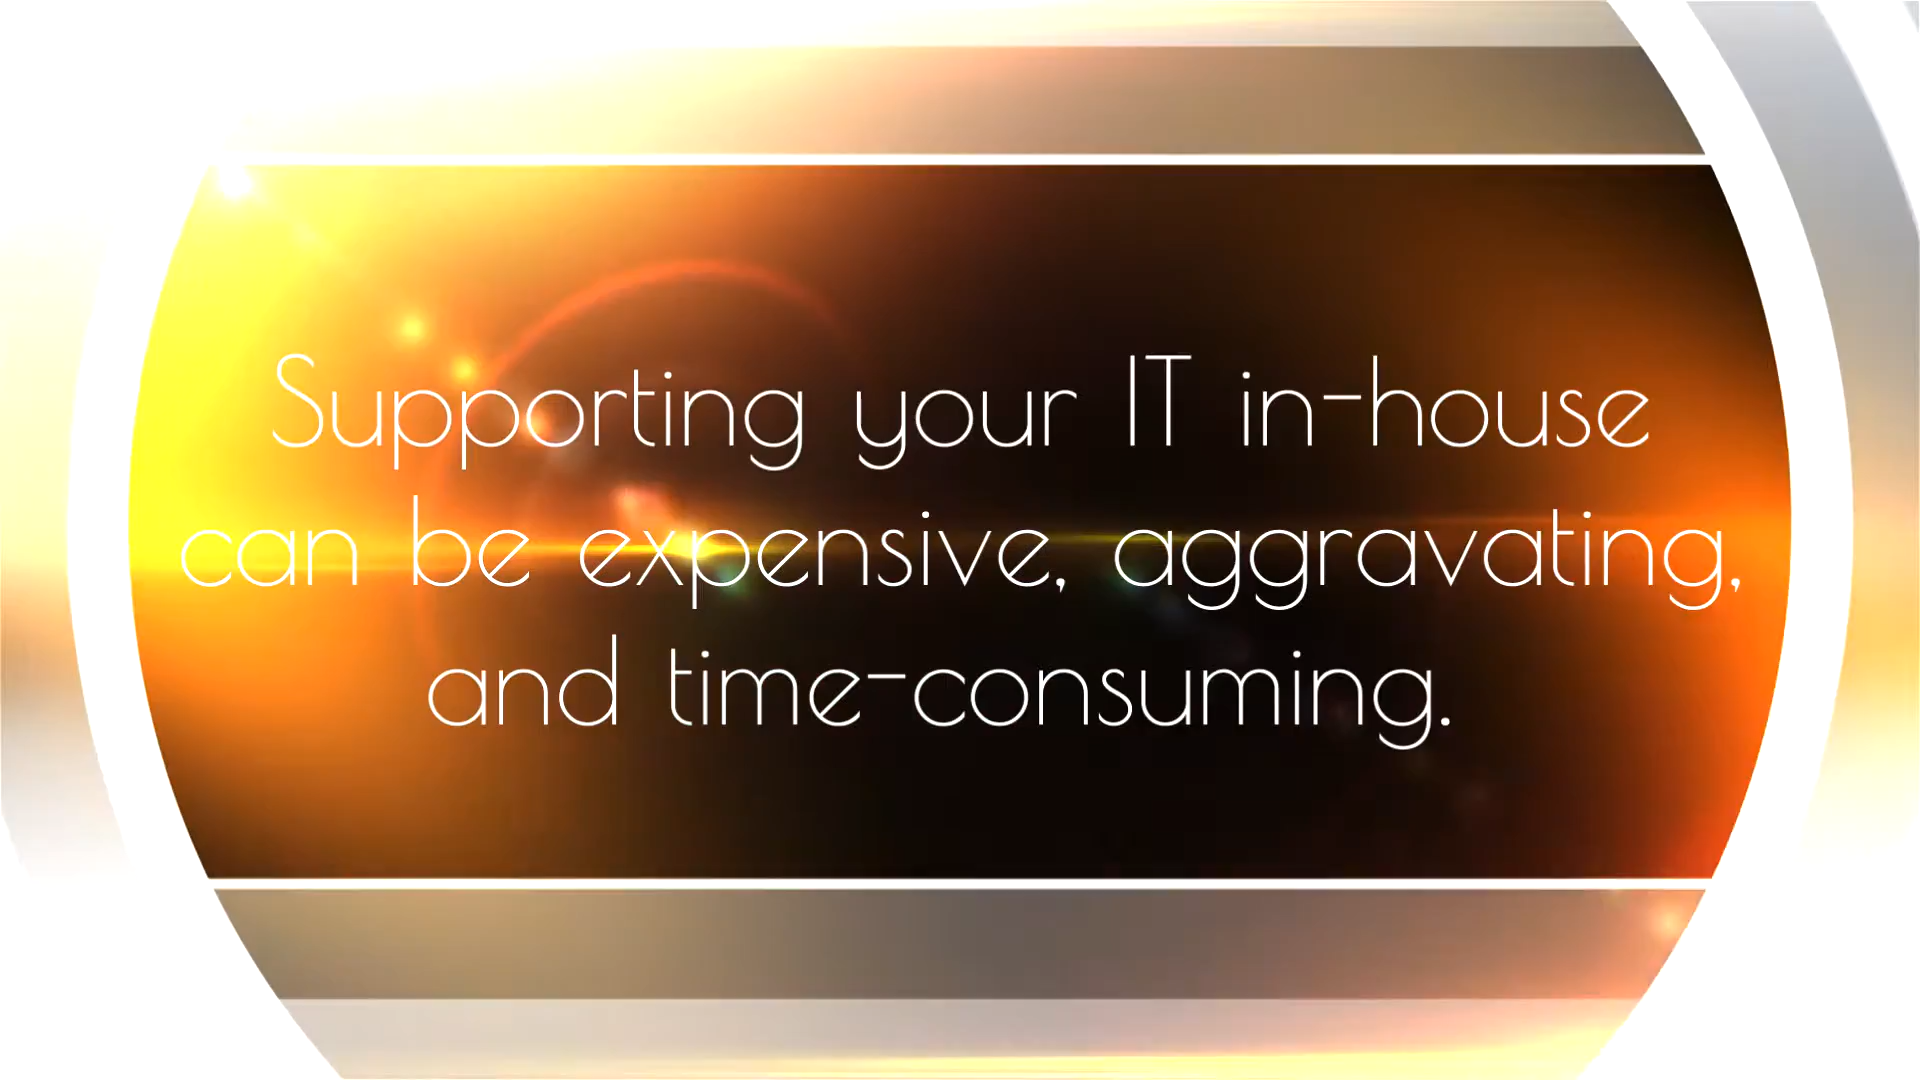 Supporting your IT in-house
can be expensive, aggravating,
and time-consuming.